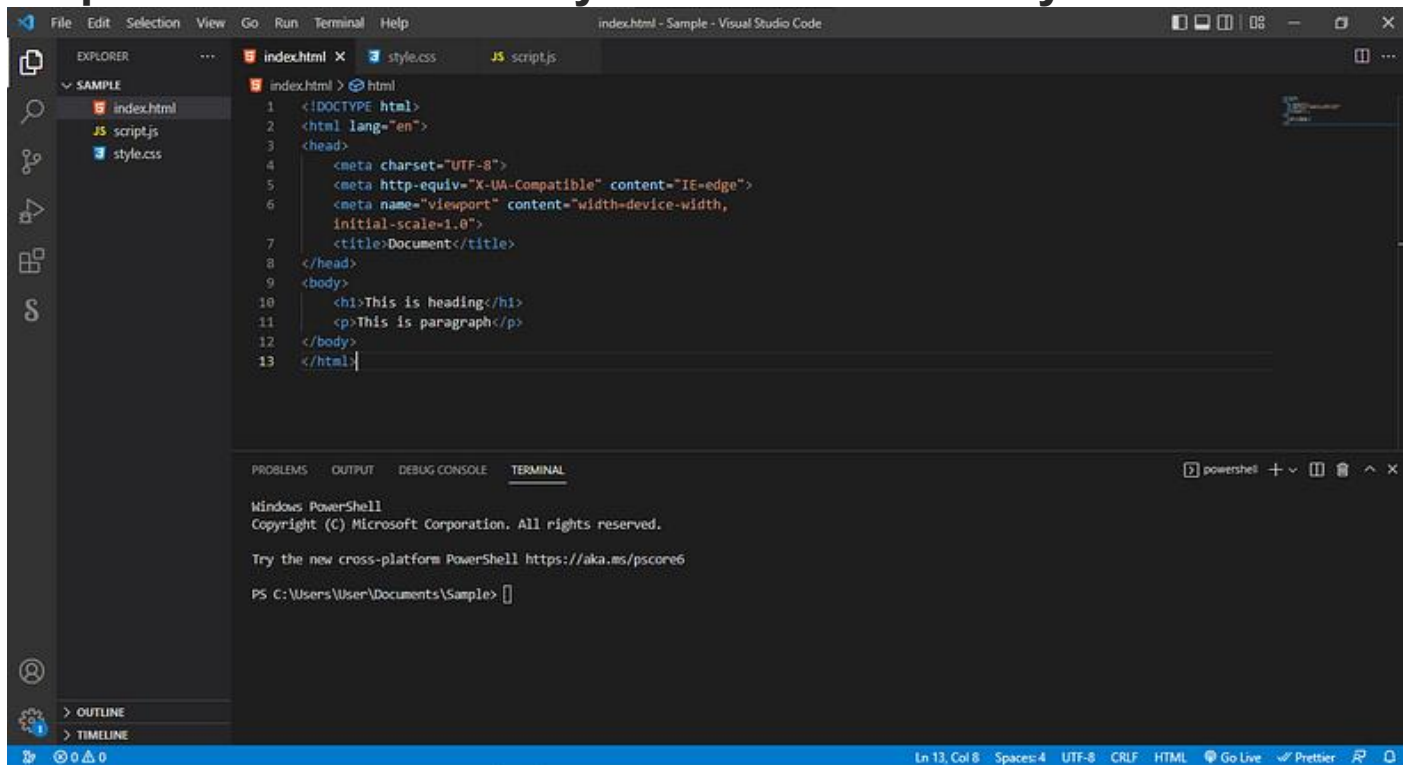 File Edit Selection View Go Run Terminal Help index.html - Sample - Visual Studio Code
EXPLORER ...
SAMPLE
index.html
JS script.js
style.css
OUTLINE
TIMELINE
index.html style.css JS script.js
index.html > html
1 <!DOCTYPE html>
2 <html lang="en">
3 <head>
4 <meta charset="UTF-8">
5 <meta http-equiv="X-UA-Compatible" content="IE=edge">
6 <meta name="viewport" content="width=device-width,
initial-scale=1.0">
7 <title>Document</title>
8 </head>
9 <body>
10 <h1>This is heading</h1>
11 <p>This is paragraph</p>
12 </body>
13 </html>
PROBLEMS OUTPUT DEBUG CONSOLE TERMINAL powershell
Windows PowerShell
Copyright (C) Microsoft Corporation. All rights reserved.
Try the new cross-platform PowerShell https://aka.ms/pscore6
PS C:\Users\User\Documents\Sample>
0 0 Ln 13, Col 8 Spaces: 4 UTF-8 CRLF HTML Go Live Prettier